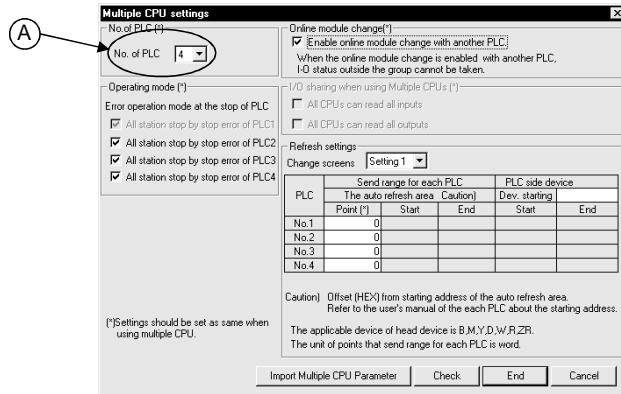 Multiple CPU settings
A
No.of PLC (*)
No. of PLC 4
Operating mode (*)
Error operation mode at the stop of PLC
All station stop by stop error of PLC1
All station stop by stop error of PLC2
All station stop by stop error of PLC3
All station stop by stop error of PLC4
(*)Settings should be set as same when
using multiple CPU.
Online module change(*)
Enable online module change with another PLC.
When the online module change is enabled with another PLC,
I-O status outside the group cannot be taken.
I/O sharing when using Multiple CPUs (*)
All CPUs can read all inputs
All CPUs can read all outputs
Refresh settings
Change screens Setting 1
PLC Send range for each PLC PLC side device
The auto refresh area Caution) Dev. starting
Point (*) Start End Start End
No.1 0
No.2 0
No.3 0
No.4 0
Caution) Offset (HEX) from starting address of the auto refresh area.
Refer to the user's manual of the each PLC about the starting address.
The applicable device of head device is B,M,Y,D,W,R,ZR.
The unit of points that send range for each PLC is word.
Import Multiple CPU Parameter Check End Cancel